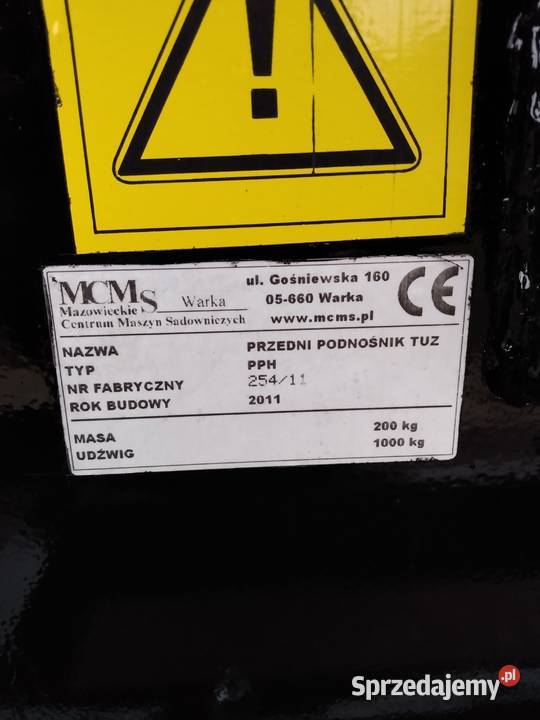 !
MCMS Warka
Mazowieckie
Centrum Maszyn Sadowniczych
ul. Gośniewska 160
05-660 Warka
www.mcms.pl
CE
NAZWA PRZEDNI PODNOŚNIK TUZ
TYP PPH
NR FABRYCZNY 254/11
ROK BUDOWY 2011
MASA 200 kg
UDŹWIG 1000 kg
Sprzedajemy.pl